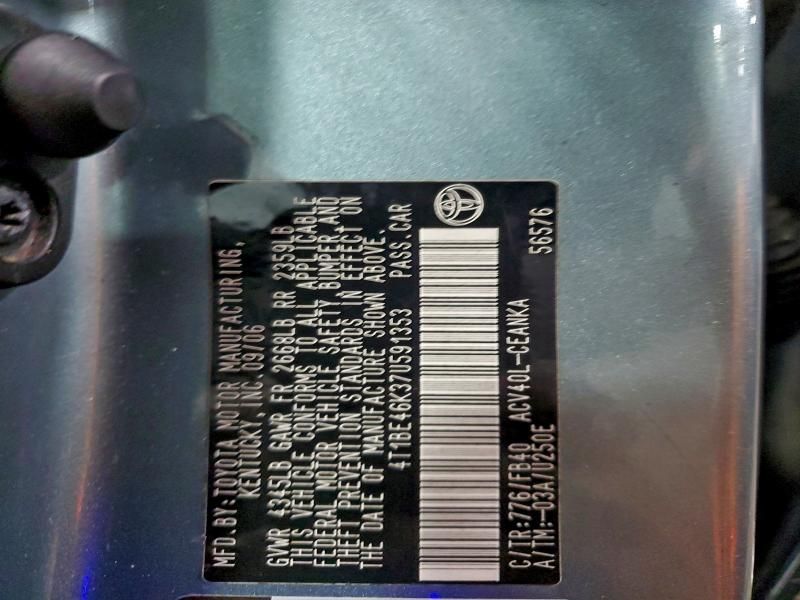 MFD. BY: TOYOTA MOTOR MANUFACTURING,
KENTUCKY, INC. 09/06
GVWR 4345LB GAWR FR 2668LB RR 2359LB
THIS VEHICLE CONFORMS TO ALL APPLICABLE
FEDERAL MOTOR VEHICLE SAFETY, BUMPER, AND
THEFT PREVENTION STANDARDS IN EFFECT ON
THE DATE OF MANUFACTURE SHOWN ABOVE.
4T1BE46K37U591353 PASS. CAR
C/TR:776/FB40 ACV40L-CEANKA
A/TM:-03A/U250E 56576